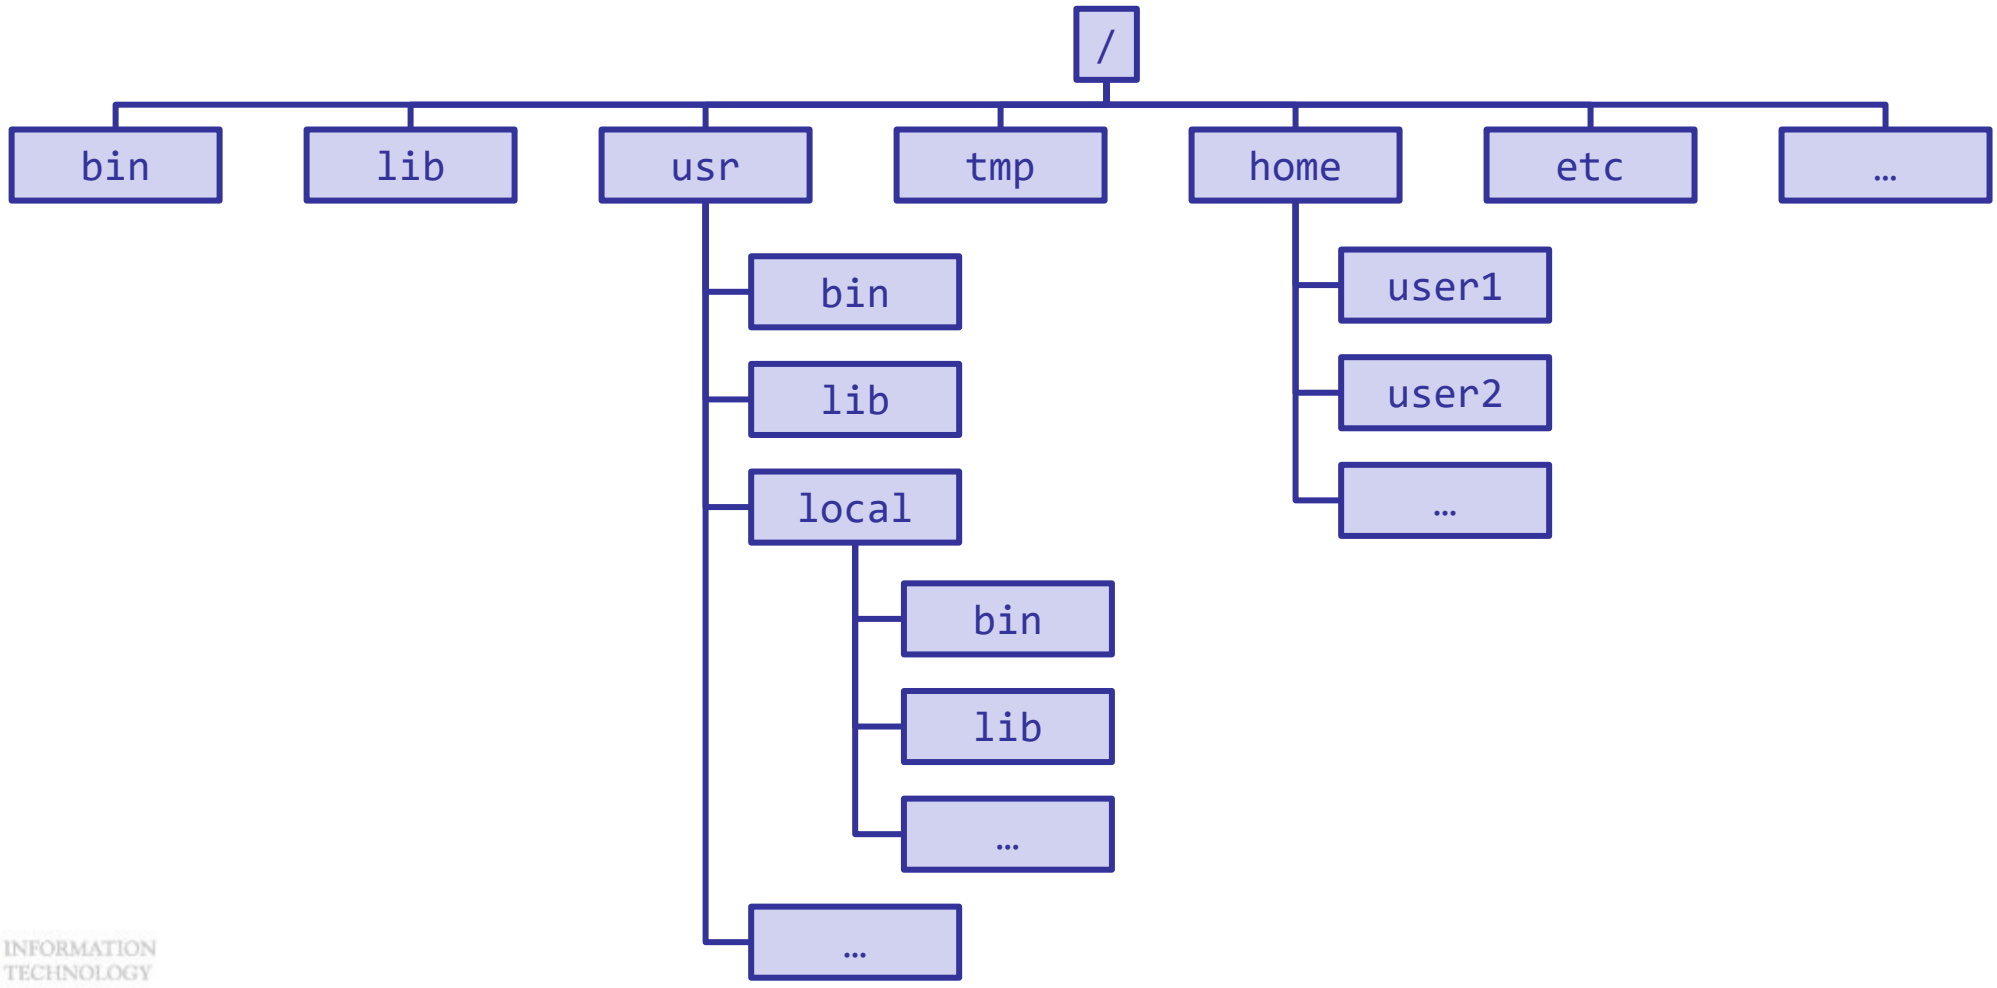 /
bin
lib
usr
tmp
home
etc
…
bin
lib
local
bin
lib
…
…
user1
user2
…
INFORMATION
TECHNOLOGY